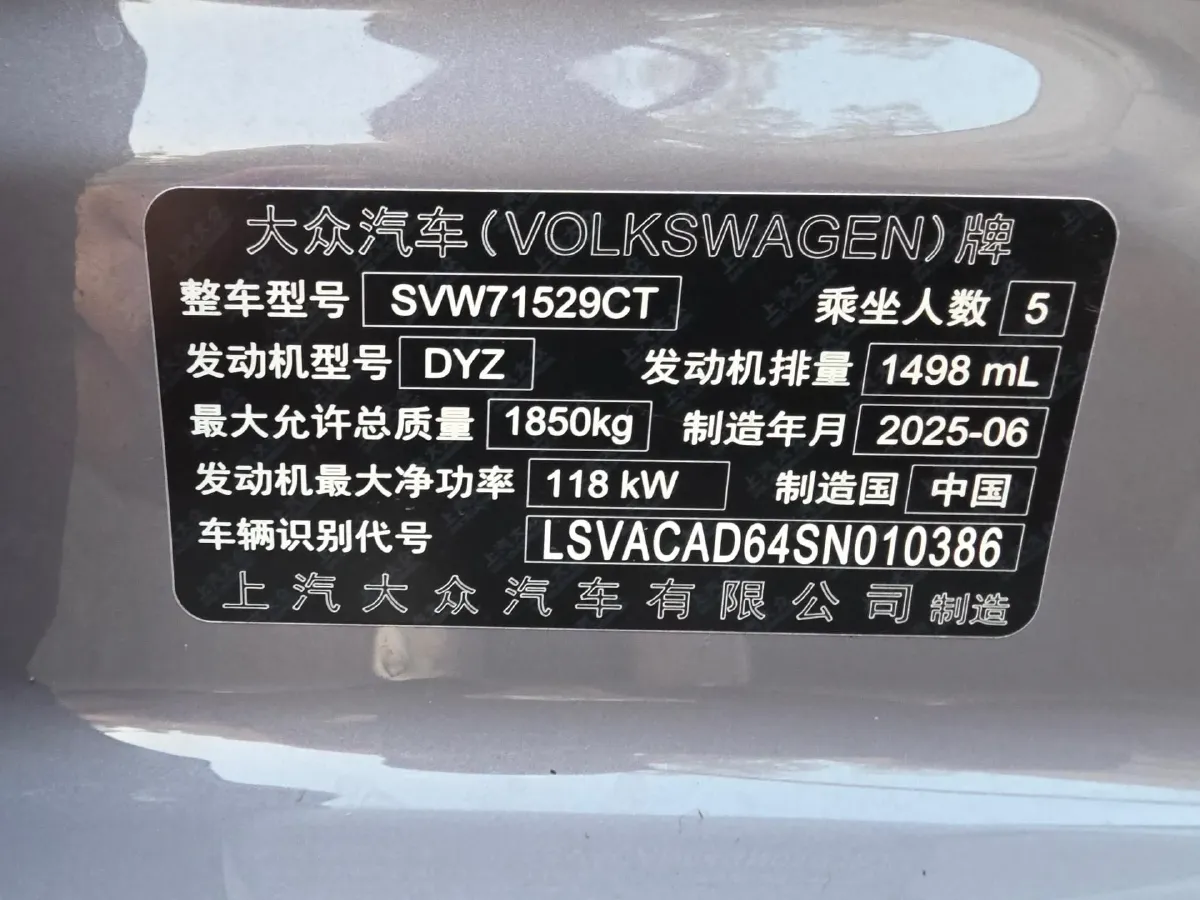 大众汽车(VOLKSWAGEN)牌
整车型号 SVW71529CT 乘坐人数 5
发动机型号 DYZ 发动机排量 1498 mL
最大允许总质量 1850kg 制造年月 2025-06
发动机最大净功率 118 kW 制造国 中国
车辆识别代号 LSVACAD64SN010386
上汽大众汽车有限公司 制造